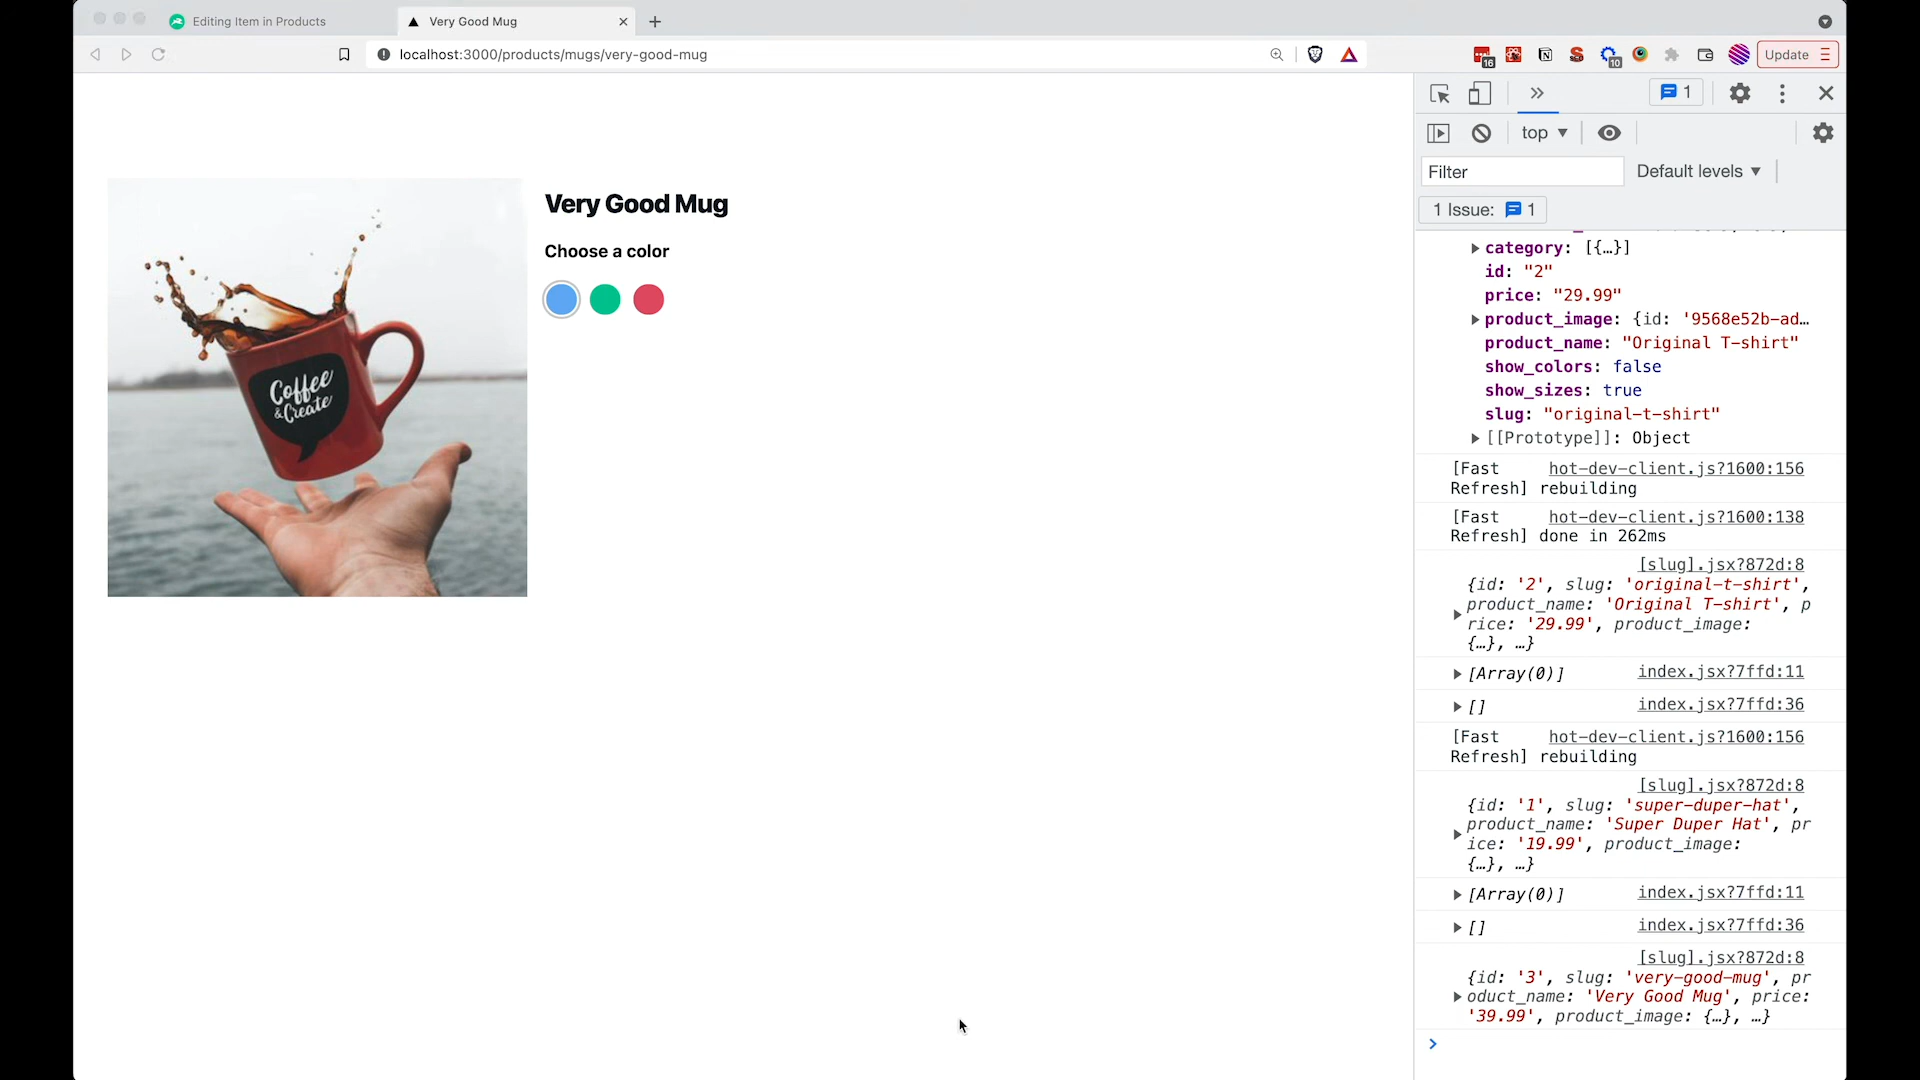 Editing Item in Products
Very Good Mug
localhost:3000/products/mugs/very-good-mug
16
10
Update
1
top
Filter
Default levels
1 Issue: 1
Very Good Mug
Choose a color
Coffee
&Create
category: [{…}]
id: "2"
price: "29.99"
product_image: {id: '9568e52b-ad…
product_name: "Original T-shirt"
show_colors: false
show_sizes: true
slug: "original-t-shirt"
[[Prototype]]: Object
[Fast hot-dev-client.js?1600:156
Refresh] rebuilding
[Fast hot-dev-client.js?1600:138
Refresh] done in 262ms
[slug].jsx?872d:8
{id: '2', slug: 'original-t-shirt',
product_name: 'Original T-shirt', p
rice: '29.99', product_image:
{…}, …}
[Array(0)] index.jsx?7ffd:11
[] index.jsx?7ffd:36
[Fast hot-dev-client.js?1600:156
Refresh] rebuilding
[slug].jsx?872d:8
{id: '1', slug: 'super-duper-hat',
product_name: 'Super Duper Hat', pr
ice: '19.99', product_image:
{…}, …}
[Array(0)] index.jsx?7ffd:11
[] index.jsx?7ffd:36
[slug].jsx?872d:8
{id: '3', slug: 'very-good-mug', pr
oduct_name: 'Very Good Mug', price:
'39.99', product_image: {…}, …}